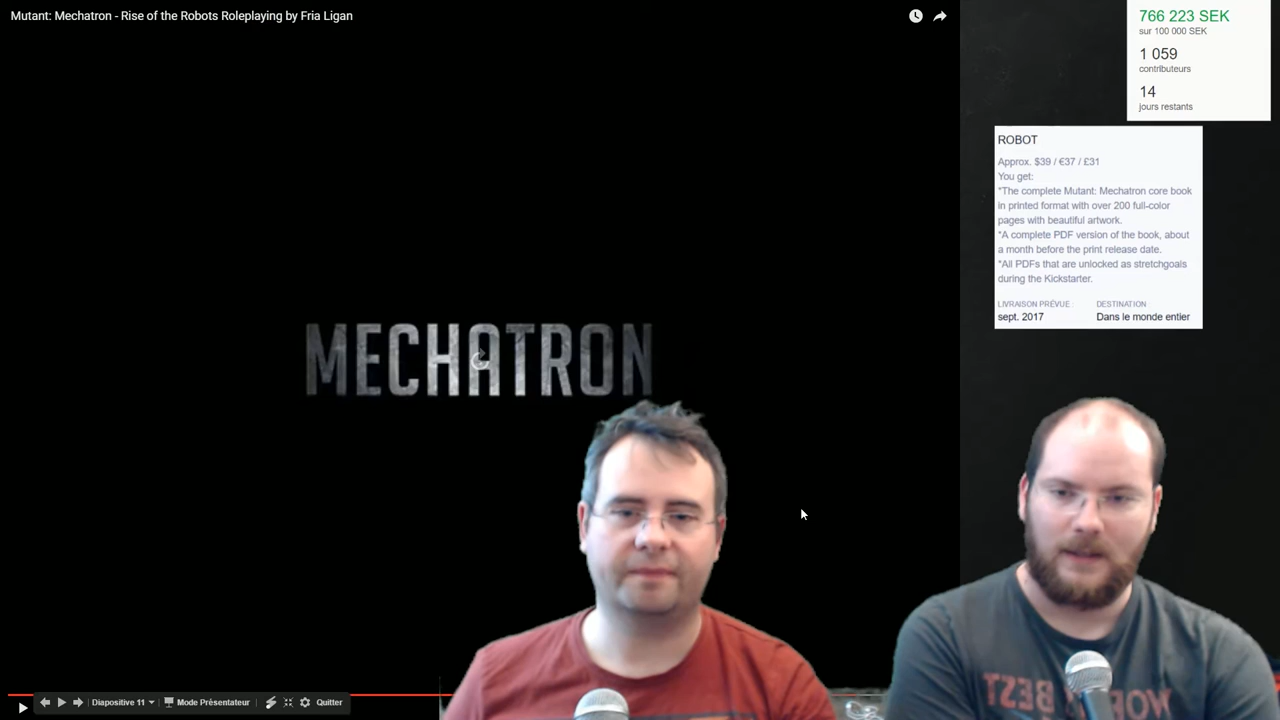 Mutant: Mechatron - Rise of the Robots Roleplaying by Fria Ligan
766 223 SEK
sur 100 000 SEK
1 059
contributeurs
14
jours restants
ROBOT
Approx. $39 / €37 / £31
You get:
*The complete Mutant: Mechatron core book
in printed format with over 200 full-color
pages with beautiful artwork.
*A complete PDF version of the book, about
a month before the print release date.
*All PDFs that are unlocked as stretchgoals
during the Kickstarter.
LIVRAISON PRÉVUE :
sept. 2017
DESTINATION
Dans le monde entier
MECHATRON
BEST
Diapositive 11
Mode Présentateur
Quitter